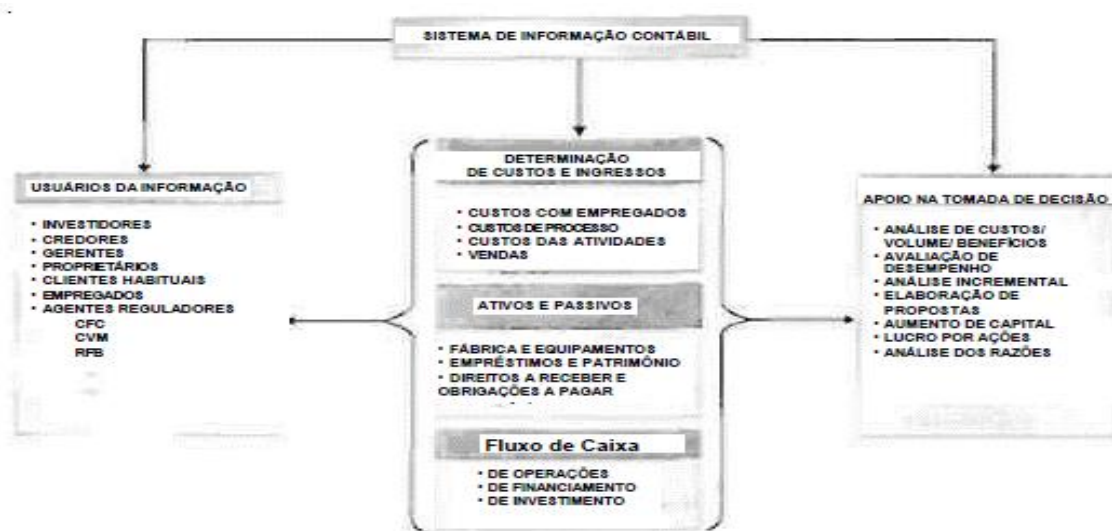 SISTEMA DE INFORMAÇÃO CONTÁBIL
USUÁRIOS DA INFORMAÇÃO
• INVESTIDORES
• CREDORES
• GERENTES
• PROPRIETÁRIOS
• CLIENTES HABITUAIS
• EMPREGADOS
• AGENTES REGULADORES
CFC
CVM
RFB
DETERMINAÇÃO
DE CUSTOS E INGRESSOS
• CUSTOS COM EMPREGADOS
• CUSTOS DE PROCESSO
• CUSTOS DAS ATIVIDADES
• VENDAS
ATIVOS E PASSIVOS
• FÁBRICA E EQUIPAMENTOS
• EMPRÉSTIMOS E PATRIMÔNIO
• DIREITOS A RECEBER E
OBRIGAÇÕES A PAGAR
Fluxo de Caixa
• DE OPERAÇÕES
• DE FINANCIAMENTO
• DE INVESTIMENTO
APOIO NA TOMADA DE DECISÃO
• ANÁLISE DE CUSTOS/
VOLUME/ BENEFÍCIOS
• AVALIAÇÃO DE
DESEMPENHO
• ANÁLISE INCREMENTAL
• ELABORAÇÃO DE
PROPOSTAS
• AUMENTO DE CAPITAL
• LUCRO POR AÇÕES
• ANÁLISE DOS RAZÕES